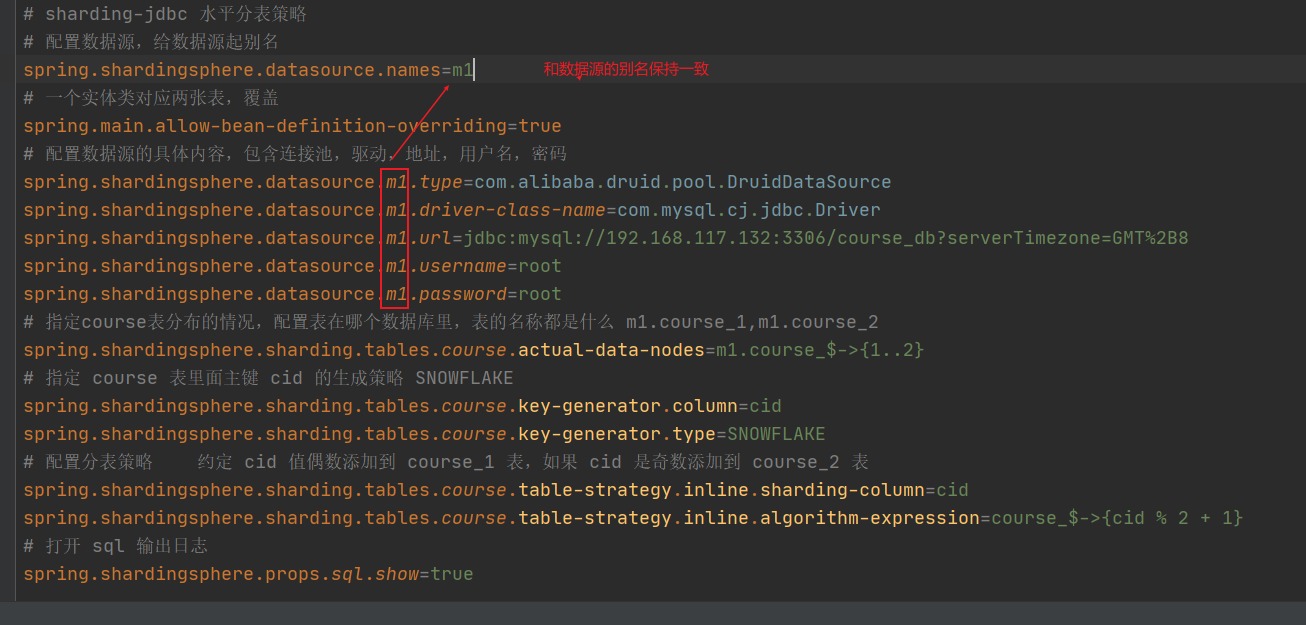 # sharding-jdbc 水平分表策略
# 配置数据源，给数据源起别名
spring.shardingsphere.datasource.names=m1
和数据源的别名保持一致
# 一个实体类对应两张表，覆盖
spring.main.allow-bean-definition-overriding=true
# 配置数据源的具体内容，包含连接池，驱动，地址，用户名，密码
spring.shardingsphere.datasource.m1.type=com.alibaba.druid.pool.DruidDataSource
spring.shardingsphere.datasource.m1.driver-class-name=com.mysql.cj.jdbc.Driver
spring.shardingsphere.datasource.m1.url=jdbc:mysql://192.168.117.132:3306/course_db?serverTimezone=GMT%2B8
spring.shardingsphere.datasource.m1.username=root
spring.shardingsphere.datasource.m1.password=root
# 指定course表分布的情况，配置表在哪个数据库里，表的名称都是什么 m1.course_1,m1.course_2
spring.shardingsphere.sharding.tables.course.actual-data-nodes=m1.course_$->{1..2}
# 指定 course 表里面主键 cid 的生成策略 SNOWFLAKE
spring.shardingsphere.sharding.tables.course.key-generator.column=cid
spring.shardingsphere.sharding.tables.course.key-generator.type=SNOWFLAKE
# 配置分表策略    约定 cid 值偶数添加到 course_1 表，如果 cid 是奇数添加到 course_2 表
spring.shardingsphere.sharding.tables.course.table-strategy.inline.sharding-column=cid
spring.shardingsphere.sharding.tables.course.table-strategy.inline.algorithm-expression=course_$->{cid % 2 + 1}
# 打开 sql 输出日志
spring.shardingsphere.props.sql.show=true